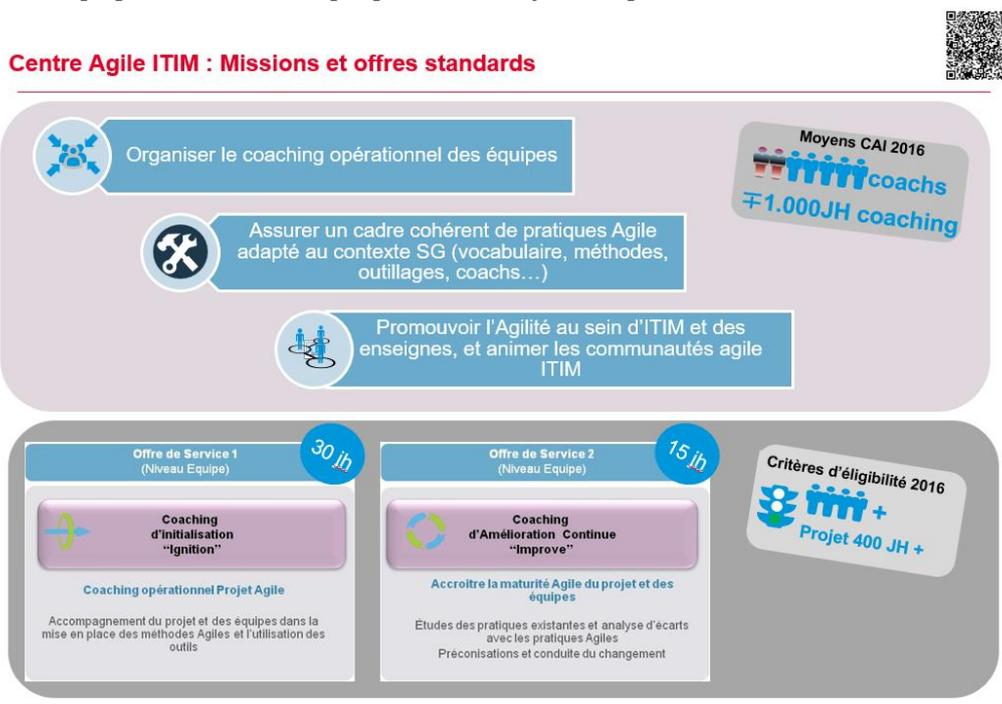 Centre Agile ITIM : Missions et offres standards
Organiser le coaching opérationnel des équipes
Moyens CAI 2016
coachs
∓1.000JH coaching
Assurer un cadre cohérent de pratiques Agile
adapté au contexte SG (vocabulaire, méthodes,
outillages, coachs…)
Promouvoir l'Agilité au sein d'ITIM et des
enseignes, et animer les communautés agile
ITIM
Offre de Service 1
(Niveau Equipe)
30 jh
Coaching
d'initialisation
"Ignition"
Coaching opérationnel Projet Agile
Accompagnement du projet et des équipes dans la
mise en place des méthodes Agiles et l'utilisation des
outils
Offre de Service 2
(Niveau Equipe)
15 jh
Coaching
d'Amélioration Continue
"Improve"
Accroitre la maturité Agile du projet et des
équipes
Études des pratiques existantes et analyse d'écarts
avec les pratiques Agiles
Préconisations et conduite du changement
Critères d'éligibilité 2016
+
Projet 400 JH +